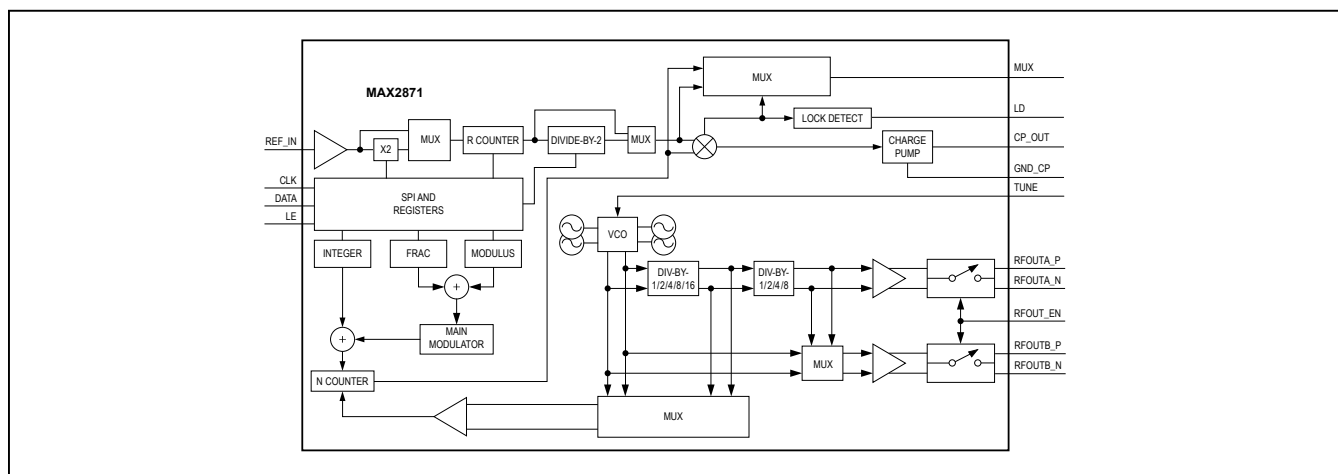 MAX2871
REF_IN
X2
MUX
R COUNTER
DIVIDE-BY-2
MUX
MUX
MUX
LOCK DETECT
LD
CHARGE
PUMP
CP_OUT
GND_CP
TUNE
CLK
DATA
LE
SPI AND
REGISTERS
INTEGER
FRAC
MODULUS
+
MAIN
MODULATOR
+
N COUNTER
VCO
DIV-BY-
1/2/4/8/16
DIV-BY-
1/2/4/8
RFOUTA_P
RFOUTA_N
RFOUT_EN
MUX
RFOUTB_P
RFOUTB_N
MUX